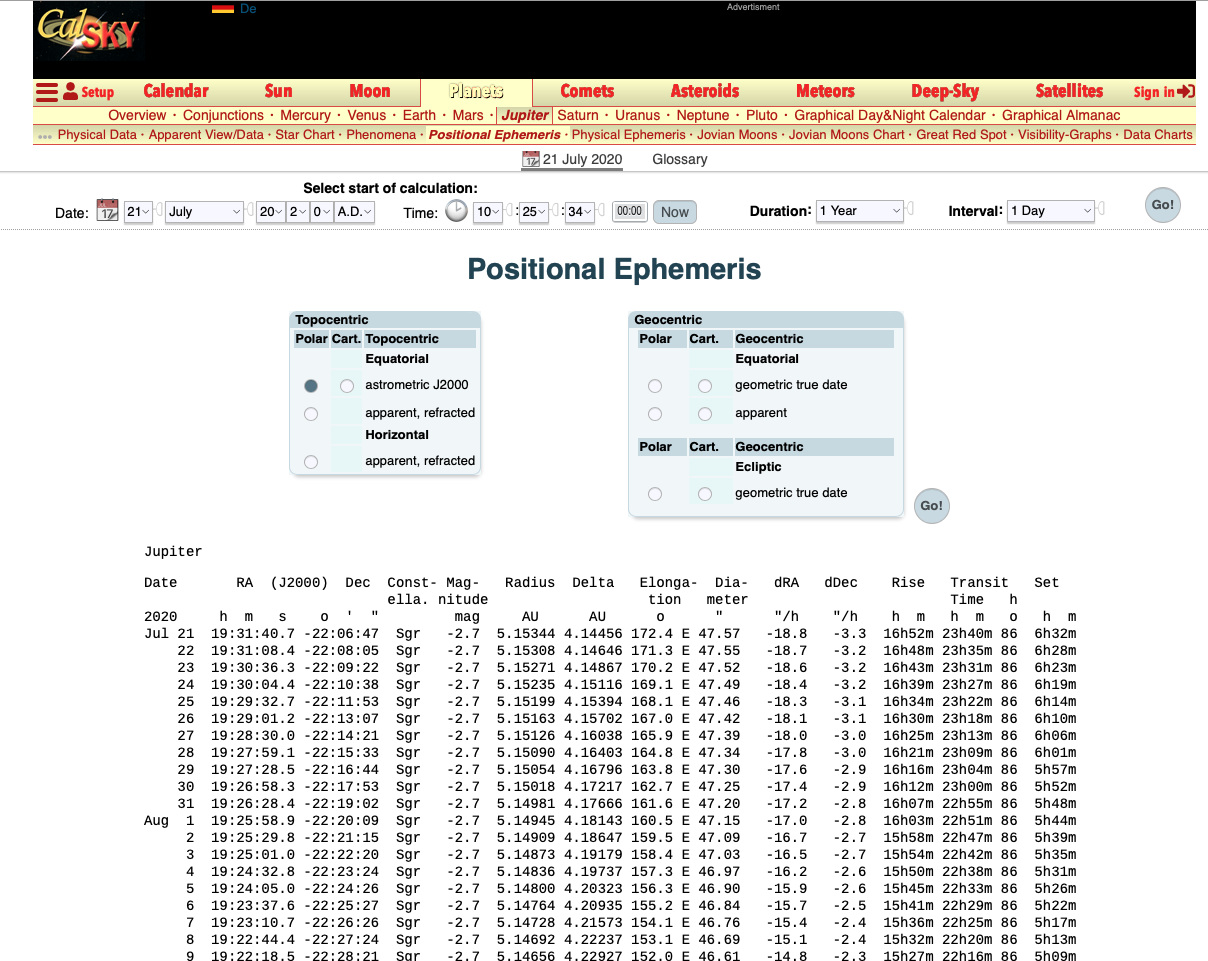 CalSKY
De
Advertisment
Setup Calendar Sun Moon Planets Comets Asteroids Meteors Deep-Sky Satellites Sign in
Overview · Conjunctions · Mercury · Venus · Earth · Mars · Jupiter Saturn · Uranus · Neptune · Pluto · Graphical Day&Night Calendar · Graphical Almanac
Physical Data · Apparent View/Data · Star Chart · Phenomena · Positional Ephemeris · Physical Ephemeris · Jovian Moons · Jovian Moons Chart · Great Red Spot · Visibility-Graphs · Data Charts
17 21 July 2020 Glossary
Select start of calculation:
Date: 17 21 July 20 2 0 A.D. Time: 10 : 25 : 34 00:00 Now Duration: 1 Year Interval: 1 Day Go!
Positional Ephemeris
Topocentric
Polar Cart. Topocentric
Equatorial
astrometric J2000
apparent, refracted
Horizontal
apparent, refracted
Geocentric
Polar Cart. Geocentric
Equatorial
geometric true date
apparent
Polar Cart. Geocentric
Ecliptic
geometric true date
Go!
Jupiter
Date RA (J2000) Dec Const- Mag- Radius Delta Elonga- Dia- dRA dDec Rise Transit Set
ella. nitude tion meter Time h
2020 h m s o ' " mag AU AU o " "/h "/h h m h m o h m
Jul 21 19:31:40.7 -22:06:47 Sgr -2.7 5.15344 4.14456 172.4 E 47.57 -18.8 -3.3 16h52m 23h40m 86 6h32m
22 19:31:08.4 -22:08:05 Sgr -2.7 5.15308 4.14646 171.3 E 47.55 -18.7 -3.2 16h48m 23h35m 86 6h28m
23 19:30:36.3 -22:09:22 Sgr -2.7 5.15271 4.14867 170.2 E 47.52 -18.6 -3.2 16h43m 23h31m 86 6h23m
24 19:30:04.4 -22:10:38 Sgr -2.7 5.15235 4.15116 169.1 E 47.49 -18.4 -3.2 16h39m 23h27m 86 6h19m
25 19:29:32.7 -22:11:53 Sgr -2.7 5.15199 4.15394 168.1 E 47.46 -18.3 -3.1 16h34m 23h22m 86 6h14m
26 19:29:01.2 -22:13:07 Sgr -2.7 5.15163 4.15702 167.0 E 47.42 -18.1 -3.1 16h30m 23h18m 86 6h10m
27 19:28:30.0 -22:14:21 Sgr -2.7 5.15126 4.16038 165.9 E 47.39 -18.0 -3.0 16h25m 23h13m 86 6h06m
28 19:27:59.1 -22:15:33 Sgr -2.7 5.15090 4.16403 164.8 E 47.34 -17.8 -3.0 16h21m 23h09m 86 6h01m
29 19:27:28.5 -22:16:44 Sgr -2.7 5.15054 4.16796 163.8 E 47.30 -17.6 -2.9 16h16m 23h04m 86 5h57m
30 19:26:58.3 -22:17:53 Sgr -2.7 5.15018 4.17217 162.7 E 47.25 -17.4 -2.9 16h12m 23h00m 86 5h52m
31 19:26:28.4 -22:19:02 Sgr -2.7 5.14981 4.17666 161.6 E 47.20 -17.2 -2.8 16h07m 22h55m 86 5h48m
Aug 1 19:25:58.9 -22:20:09 Sgr -2.7 5.14945 4.18143 160.5 E 47.15 -17.0 -2.8 16h03m 22h51m 86 5h44m
2 19:25:29.8 -22:21:15 Sgr -2.7 5.14909 4.18647 159.5 E 47.09 -16.7 -2.7 15h58m 22h47m 86 5h39m
3 19:25:01.0 -22:22:20 Sgr -2.7 5.14873 4.19179 158.4 E 47.03 -16.5 -2.7 15h54m 22h42m 86 5h35m
4 19:24:32.8 -22:23:24 Sgr -2.7 5.14836 4.19737 157.3 E 46.97 -16.2 -2.6 15h50m 22h38m 86 5h31m
5 19:24:05.0 -22:24:26 Sgr -2.7 5.14800 4.20323 156.3 E 46.90 -15.9 -2.6 15h45m 22h33m 86 5h26m
6 19:23:37.6 -22:25:27 Sgr -2.7 5.14764 4.20935 155.2 E 46.84 -15.7 -2.5 15h41m 22h29m 86 5h22m
7 19:23:10.7 -22:26:26 Sgr -2.7 5.14728 4.21573 154.1 E 46.76 -15.4 -2.4 15h36m 22h25m 86 5h17m
8 19:22:44.4 -22:27:24 Sgr -2.7 5.14692 4.22237 153.1 E 46.69 -15.1 -2.4 15h32m 22h20m 86 5h13m
9 19:22:18.5 -22:28:21 Sgr -2.7 5.14656 4.22927 152.0 E 46.61 -14.8 -2.3 15h27m 22h16m 86 5h09m